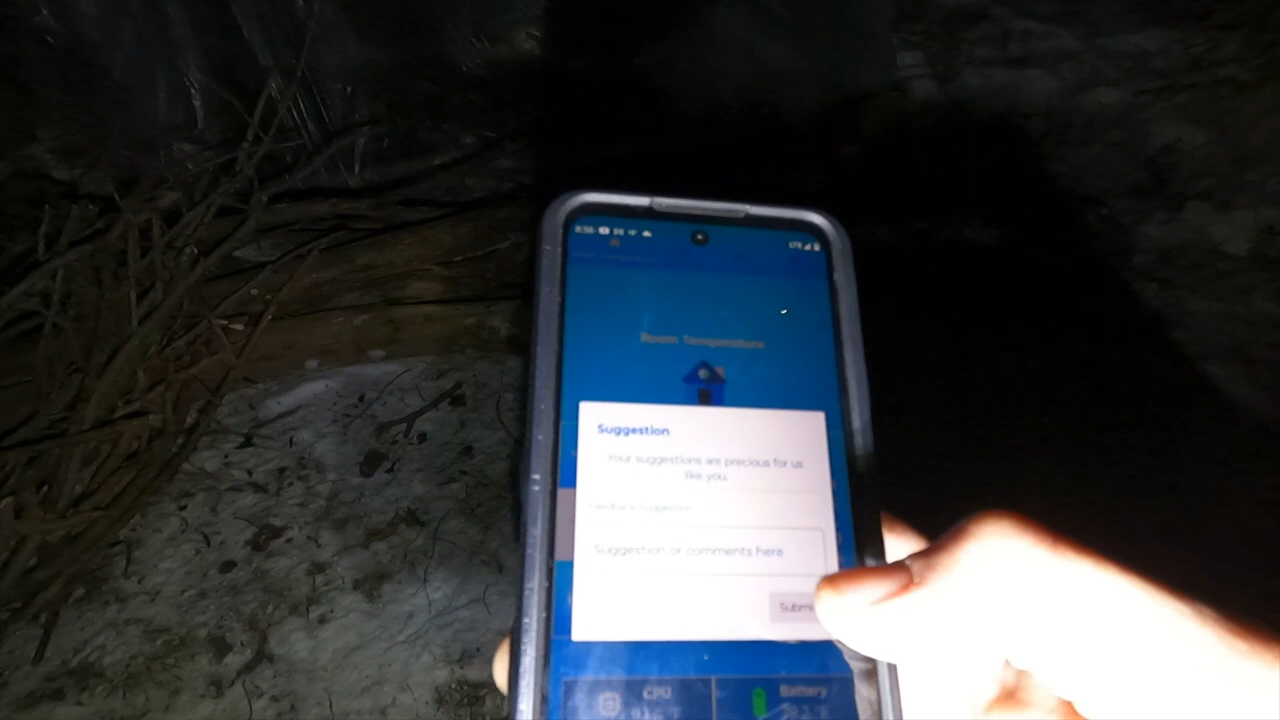 Room Temperature
Suggestion
Your suggestions are precious for us
like you.
Feedback Suggestion
Suggestion or comments here
Submi
CPU
Battery